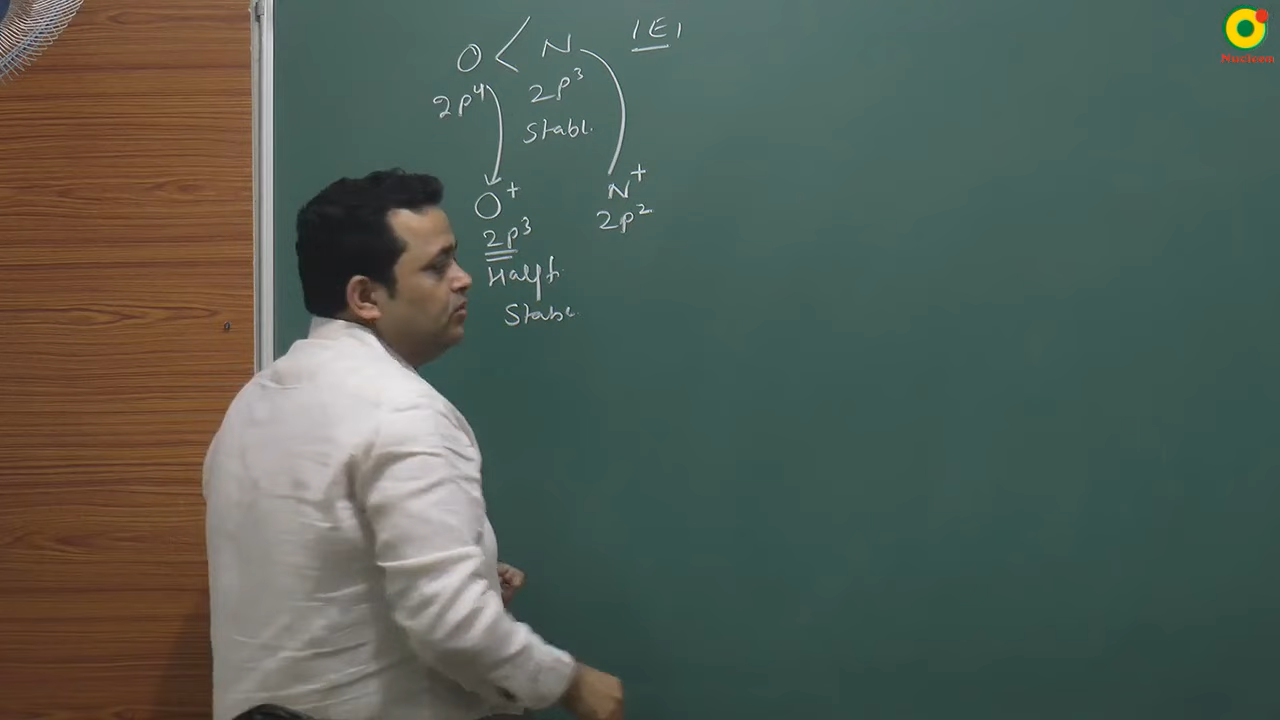 O < N IE1
2p⁴ 2p³
Stabl.
O⁺ N⁺
2p³ 2p²
Half f.
Stabl.
Nucleon